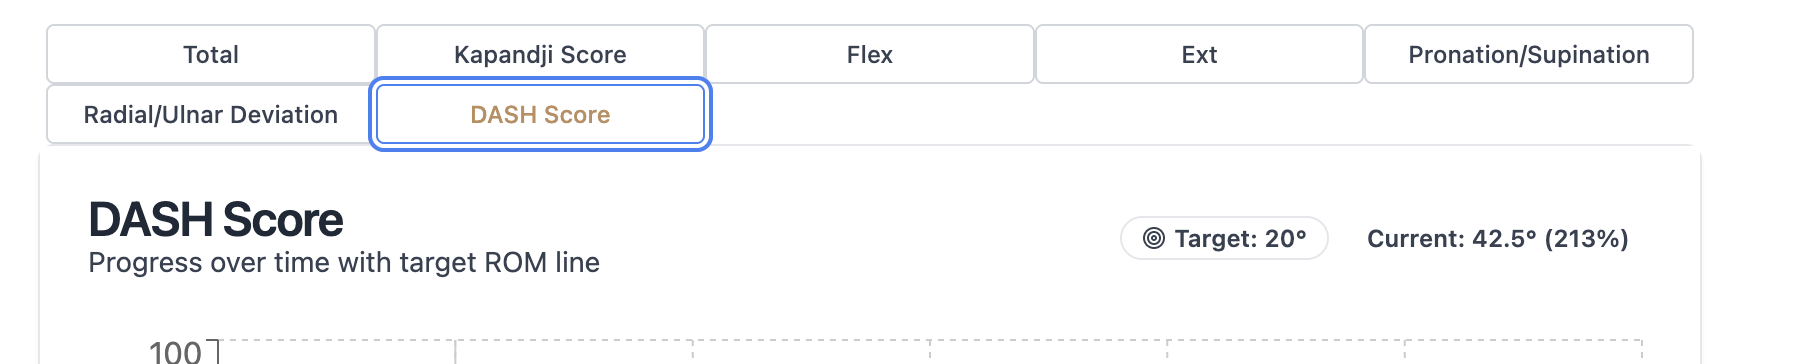 Total
Kapandji Score
Flex
Ext
Pronation/Supination
Radial/Ulnar Deviation
DASH Score
DASH Score
Progress over time with target ROM line
Target: 20°
Current: 42.5° (213%)
100